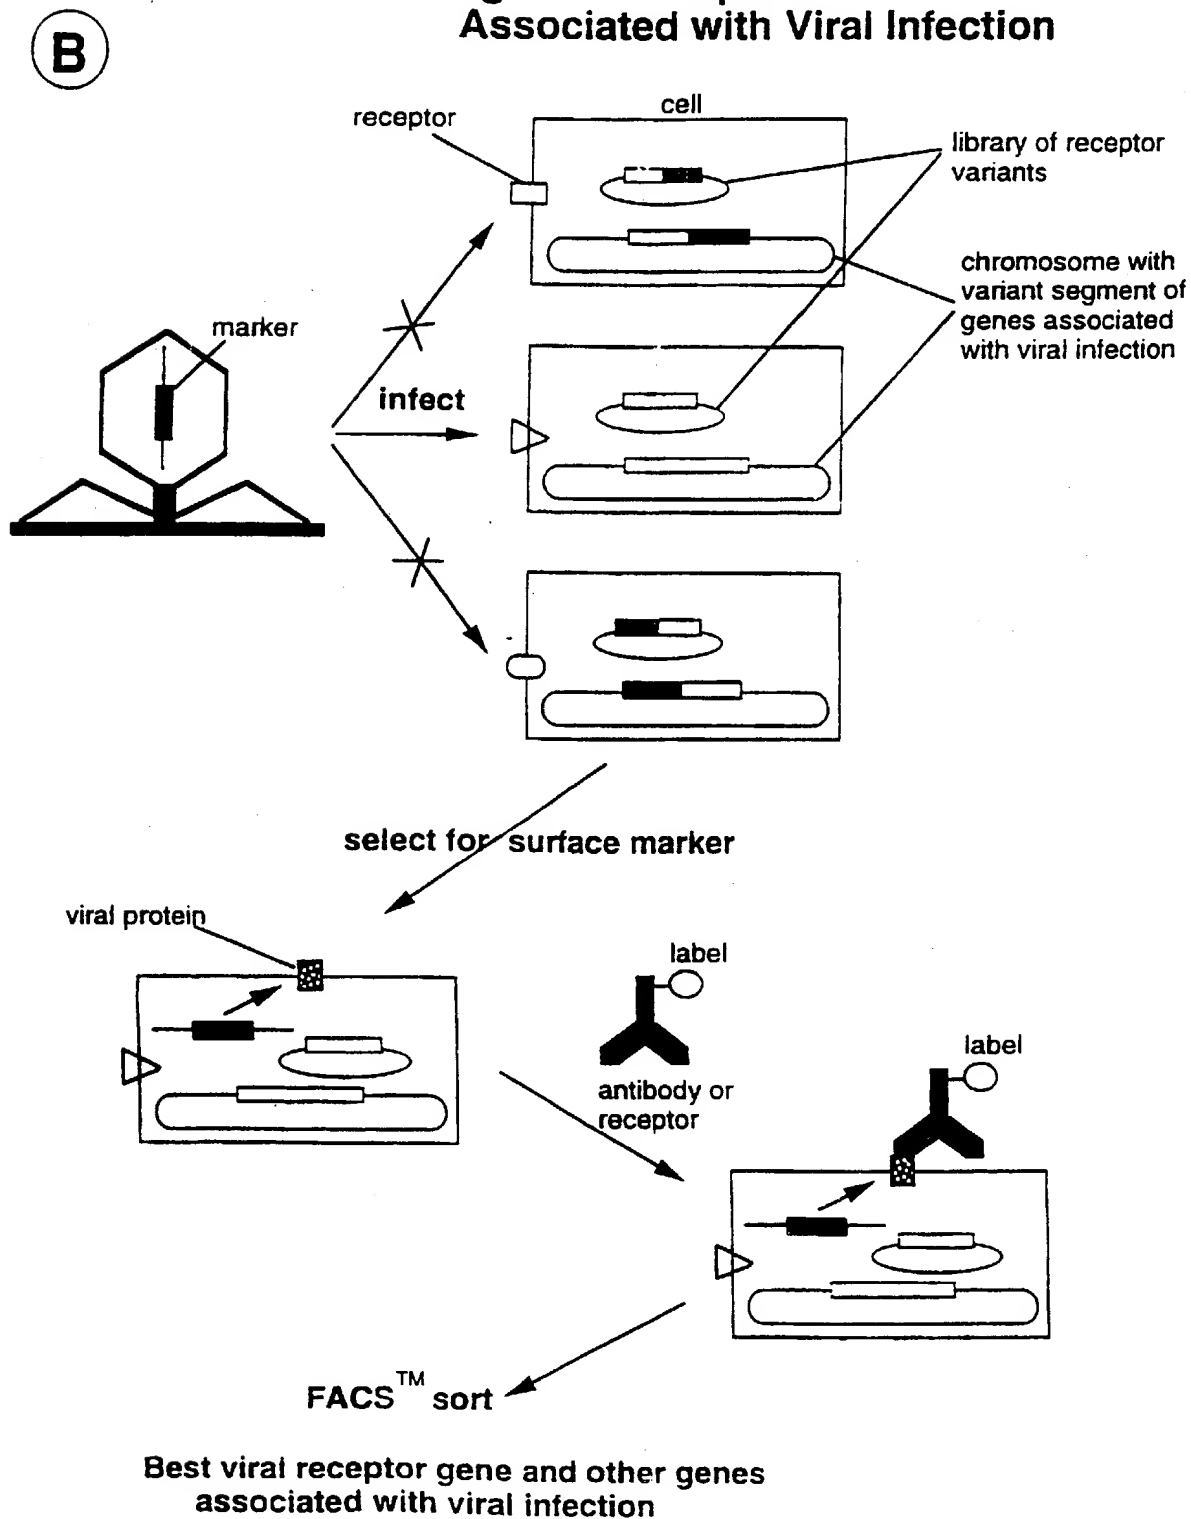 Associated with Viral Infection
B
cell
receptor
library of receptor
variants
chromosome with
variant segment of
genes associated
with viral infection
marker
infect
select for surface marker
viral protein
label
antibody or
receptor
label
FACS™ sort
Best viral receptor gene and other genes
associated with viral infection